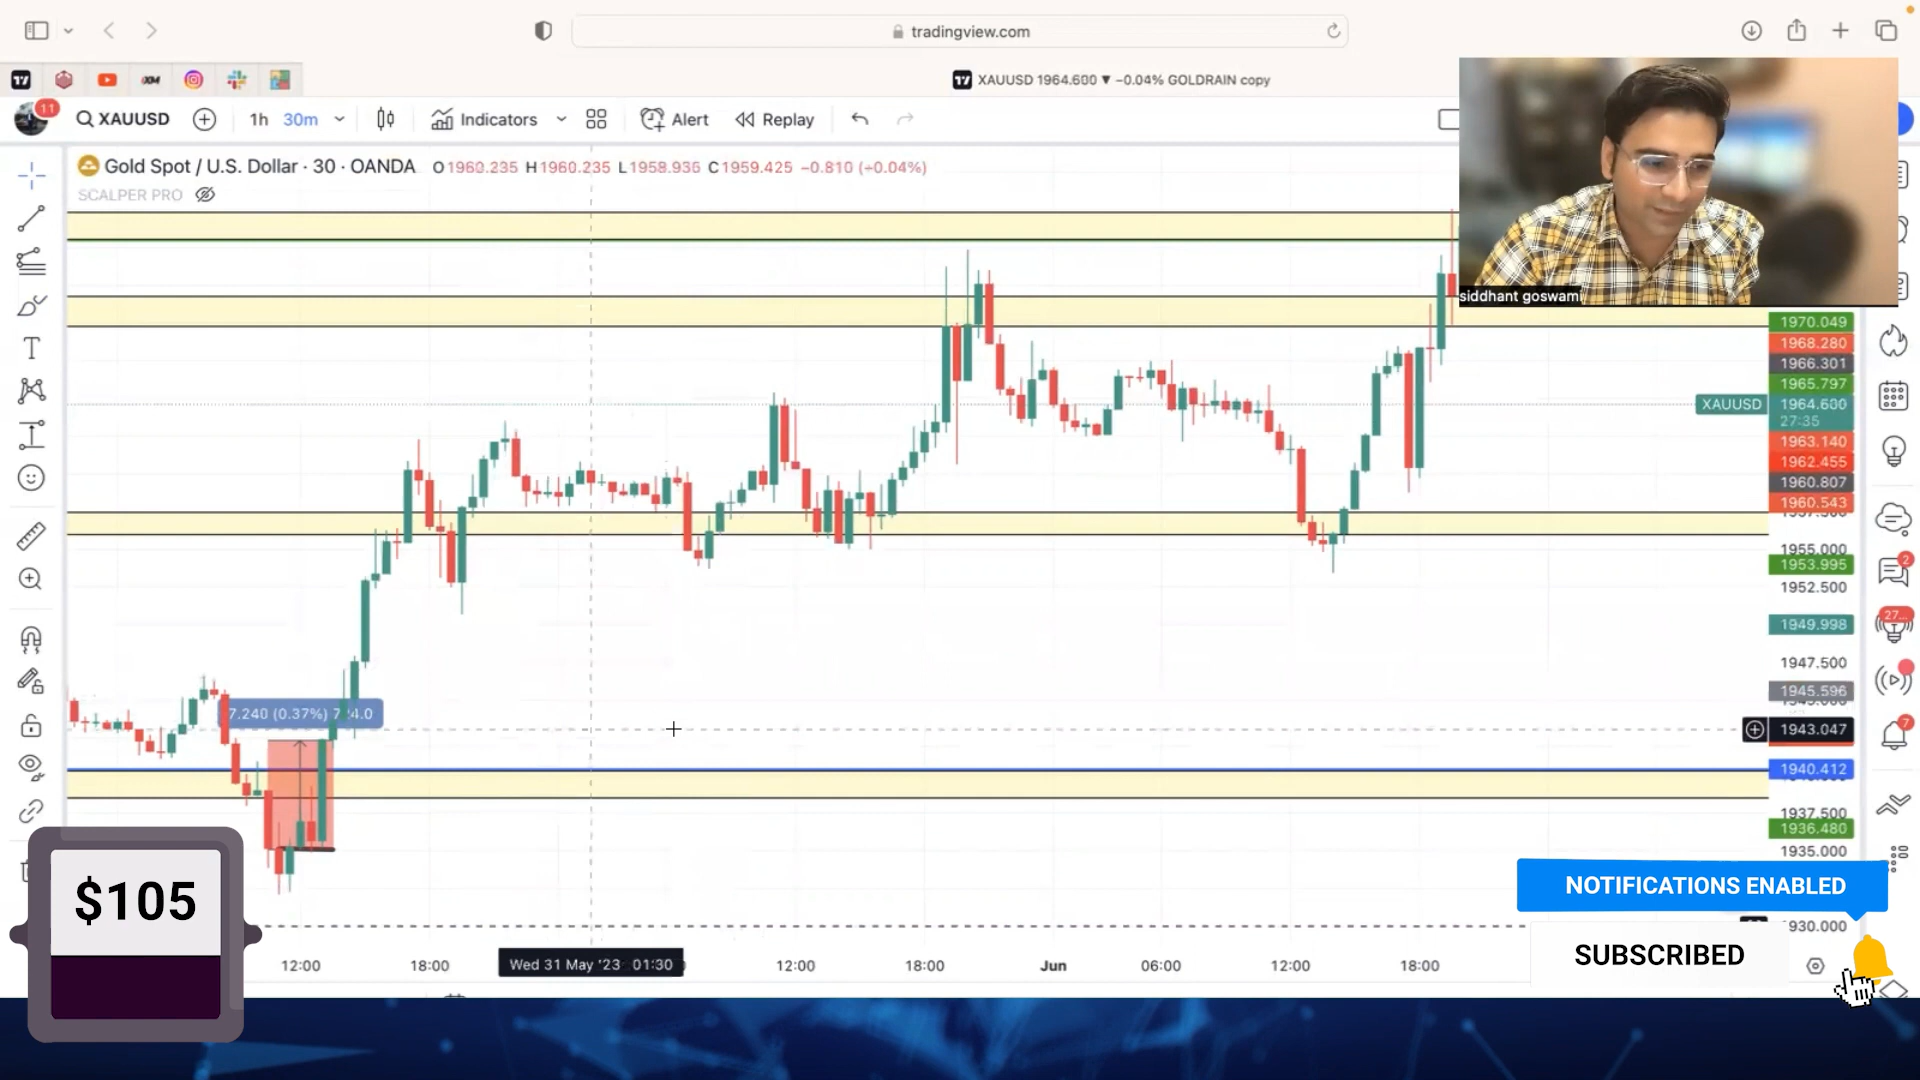 tradingview.com
XAUUSD 1964.600 ▼ −0.04% GOLDRAIN copy
11
XAUUSD
1h
30m
Indicators
Alert
Replay
Gold Spot / U.S. Dollar · 30 · OANDA
O1960.235 H1960.235 L1958.936 C1959.425 −0.810 (+0.04%)
SCALPER PRO
siddhant goswami
1970.049
1968.280
1966.301
1965.797
XAUUSD
1964.600
27:35
1963.140
1962.455
1960.807
1960.543
1955.000
1953.995
1952.500
1949.998
1947.500
1945.596
1943.047
1940.412
1937.500
1936.480
1935.000
1930.000
2
27...
7
$105
NOTIFICATIONS ENABLED
SUBSCRIBED
12:00
18:00
Wed 31 May '23 01:30
12:00
18:00
Jun
06:00
12:00
18:00